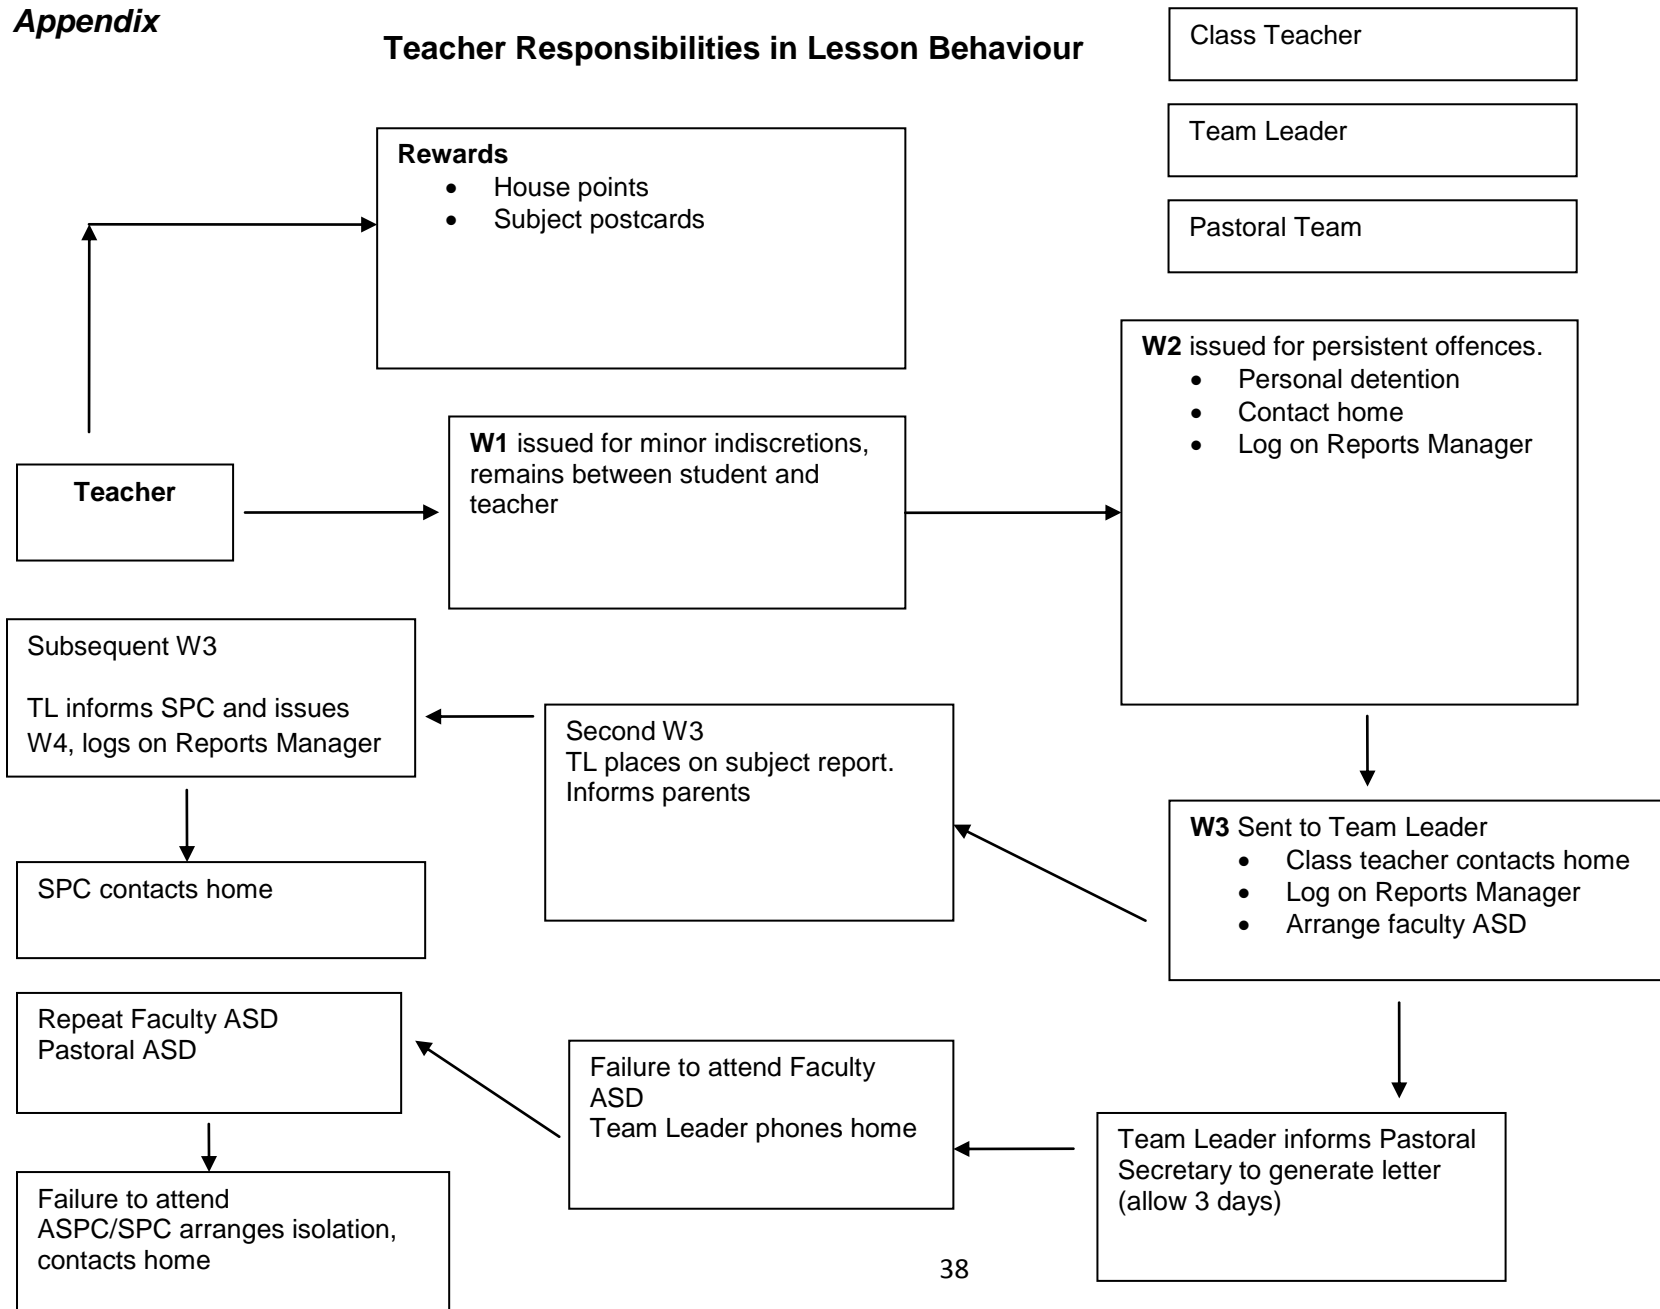 Appendix
Teacher Responsibilities in Lesson Behaviour
Class Teacher
Team Leader
Pastoral Team
Rewards
• House points
• Subject postcards
W2 issued for persistent offences.
• Personal detention
• Contact home
• Log on Reports Manager
W1 issued for minor indiscretions,
remains between student and
teacher
Teacher
Subsequent W3
TL informs SPC and issues
W4, logs on Reports Manager
Second W3
TL places on subject report.
Informs parents
W3 Sent to Team Leader
• Class teacher contacts home
• Log on Reports Manager
• Arrange faculty ASD
SPC contacts home
Repeat Faculty ASD
Pastoral ASD
Failure to attend Faculty
ASD
Team Leader phones home
Team Leader informs Pastoral
Secretary to generate letter
(allow 3 days)
Failure to attend
ASPC/SPC arranges isolation,
contacts home
38